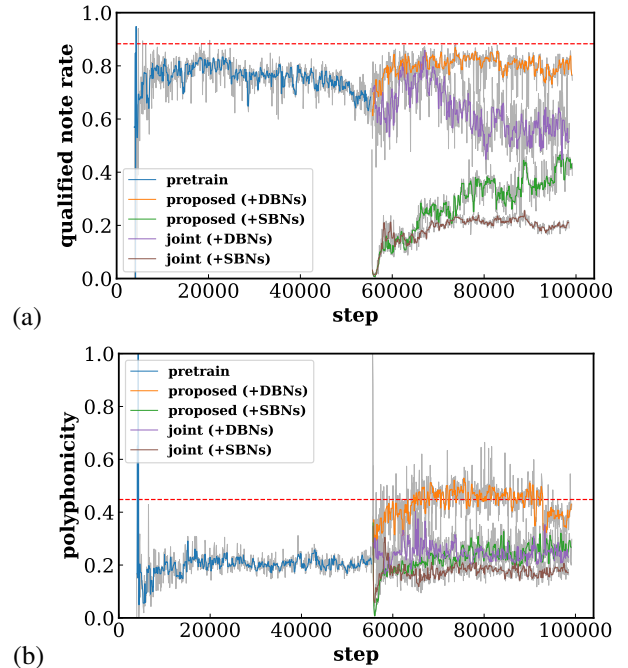 1.0
0.8
0.6
0.4
0.2
0.0
qualified note rate
pretrain
proposed (+DBNs)
proposed (+SBNs)
joint (+DBNs)
joint (+SBNs)
0 20000 40000 60000 80000 100000
step
(a)
1.0
0.8
0.6
0.4
0.2
0.0
polyphonicity
pretrain
proposed (+DBNs)
proposed (+SBNs)
joint (+DBNs)
joint (+SBNs)
0 20000 40000 60000 80000 100000
step
(b)